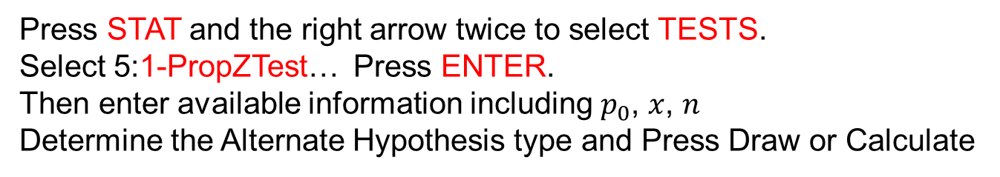 Press STAT and the right arrow twice to select TESTS.
Select 5:1-PropZTest… Press ENTER.
Then enter available information including 𝑝₀, 𝑥, 𝑛
Determine the Alternate Hypothesis type and Press Draw or Calculate